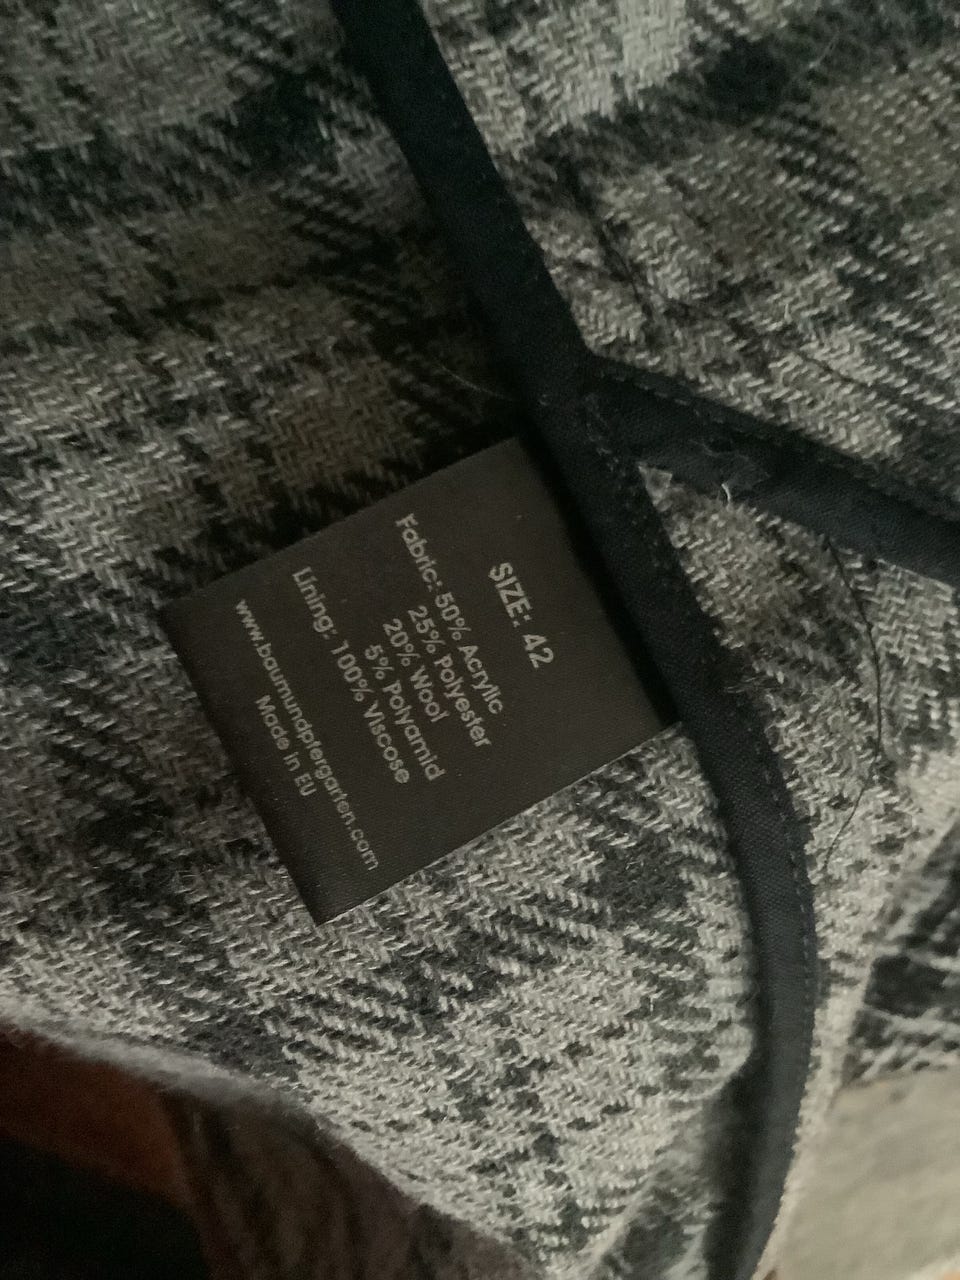 SIZE: 42
Fabric: 50% Acrylic
25% Polyester
20% Wool
5% Polyamid
Lining: 100% Viscose
www.baumundpfergarten.com
Made in EU